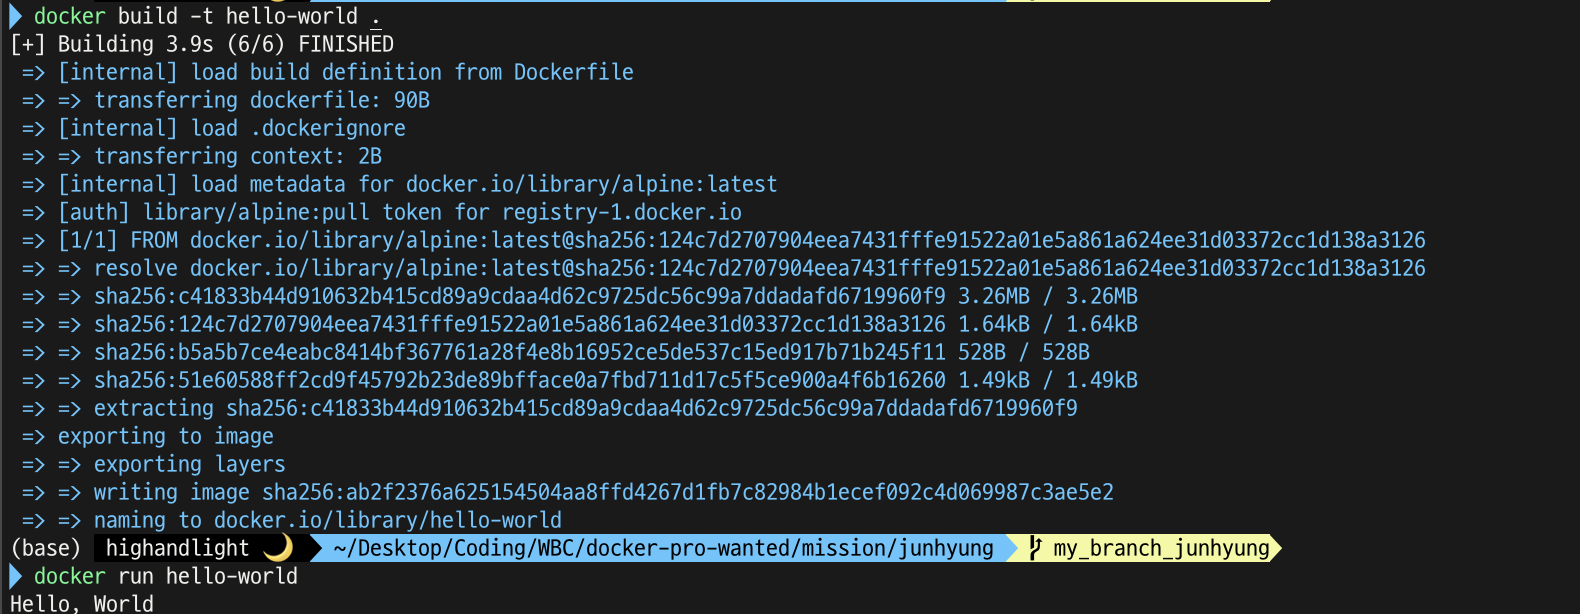 docker build -t hello-world .
[+] Building 3.9s (6/6) FINISHED
=> [internal] load build definition from Dockerfile
=> => transferring dockerfile: 90B
=> [internal] load .dockerignore
=> => transferring context: 2B
=> [internal] load metadata for docker.io/library/alpine:latest
=> [auth] library/alpine:pull token for registry-1.docker.io
=> [1/1] FROM docker.io/library/alpine:latest@sha256:124c7d2707904eea7431fffe91522a01e5a861a624ee31d03372cc1d138a3126
=> => resolve docker.io/library/alpine:latest@sha256:124c7d2707904eea7431fffe91522a01e5a861a624ee31d03372cc1d138a3126
=> => sha256:c41833b44d910632b415cd89a9cdaa4d62c9725dc56c99a7ddadafd6719960f9 3.26MB / 3.26MB
=> => sha256:124c7d2707904eea7431fffe91522a01e5a861a624ee31d03372cc1d138a3126 1.64kB / 1.64kB
=> => sha256:b5a5b7ce4eabc8414bf367761a28f4e8b16952ce5de537c15ed917b71b245f11 528B / 528B
=> => sha256:51e60588ff2cd9f45792b23de89bfface0a7fbd711d17c5f5ce900a4f6b16260 1.49kB / 1.49kB
=> => extracting sha256:c41833b44d910632b415cd89a9cdaa4d62c9725dc56c99a7ddadafd6719960f9
=> exporting to image
=> => exporting layers
=> => writing image sha256:ab2f2376a625154504aa8ffd4267d1fb7c82984b1ecef092c4d069987c3ae5e2
=> => naming to docker.io/library/hello-world
(base) highandlight 🌙 ~/Desktop/Coding/WBC/docker-pro-wanted/mission/junhyung my_branch_junhyung
docker run hello-world
Hello, World